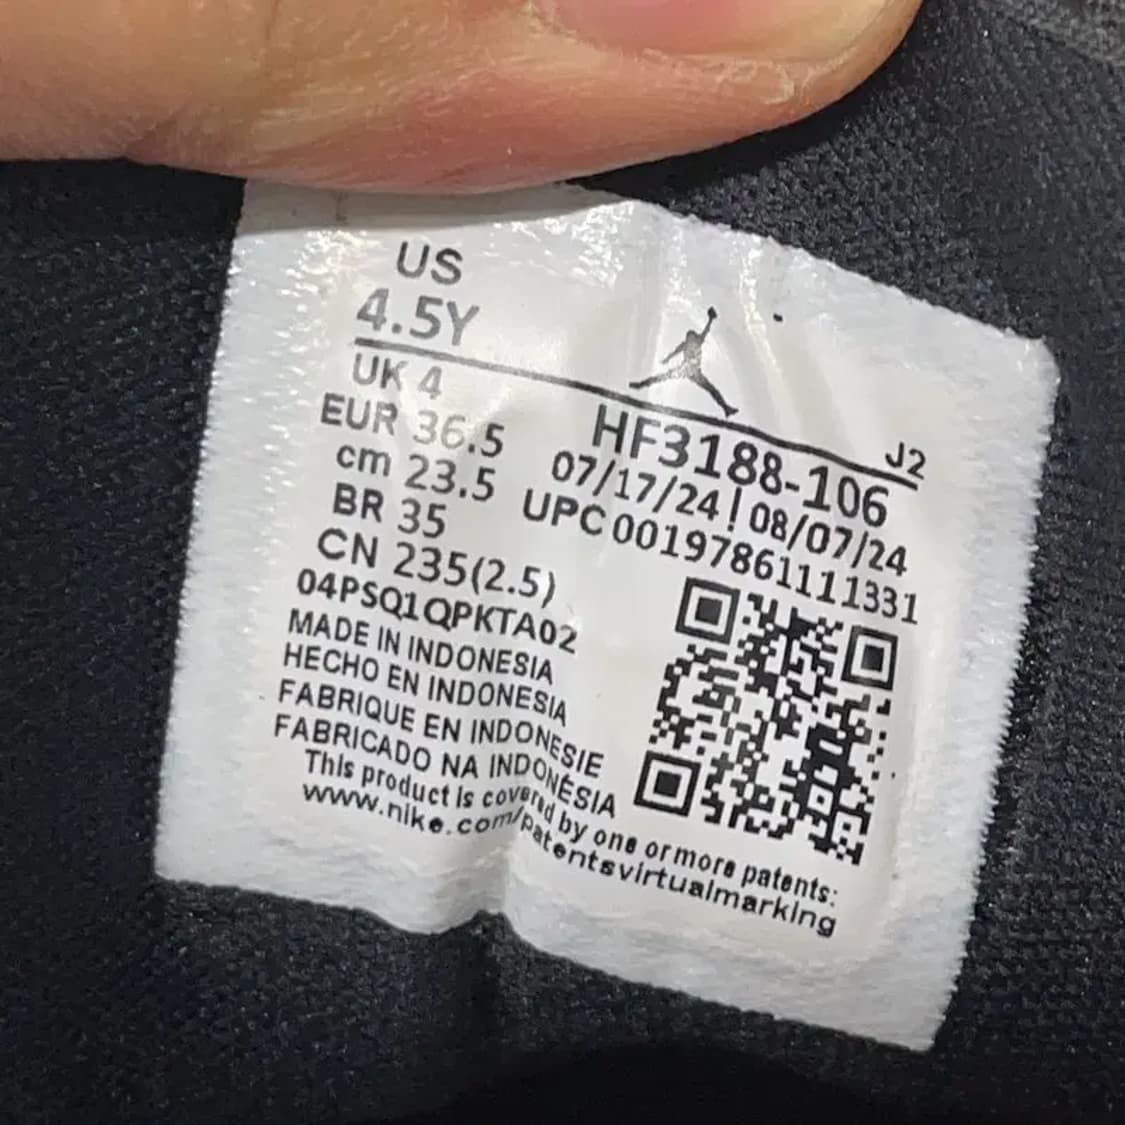 US
4.5Y
UK 4
EUR 36.5
cm 23.5
BR 35
CN 235(2.5)
04PSQ1QPKTA02
MADE IN INDONESIA
HECHO EN INDONESIA
FABRIQUE EN INDONESIE
FABRICADO NA INDONÉSIA
This product is covered by one or more patents:
www.nike.com/patentsvirtualmarking
J2
HF3188-106
07/17/24 | 08/07/24
UPC 00197861111331